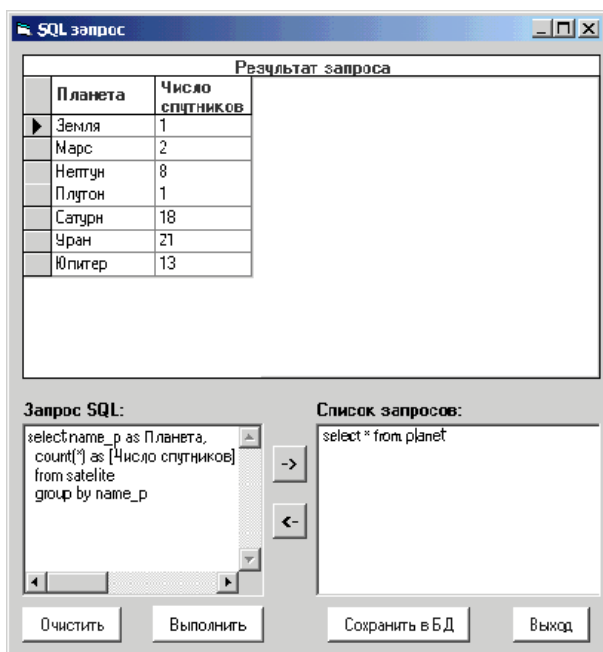 SQL запрос
Результат запроса
Планета Число спутников
Земля 1
Марс 2
Нептун 8
Плутон 1
Сатурн 18
Уран 21
Юпитер 13
Запрос SQL:
select name_p as Планета,
count(*) as [Число спутников]
from satelite
group by name_p
->
<-
Список запросов:
select * from planet
Очистить Выполнить Сохранить в БД Выход